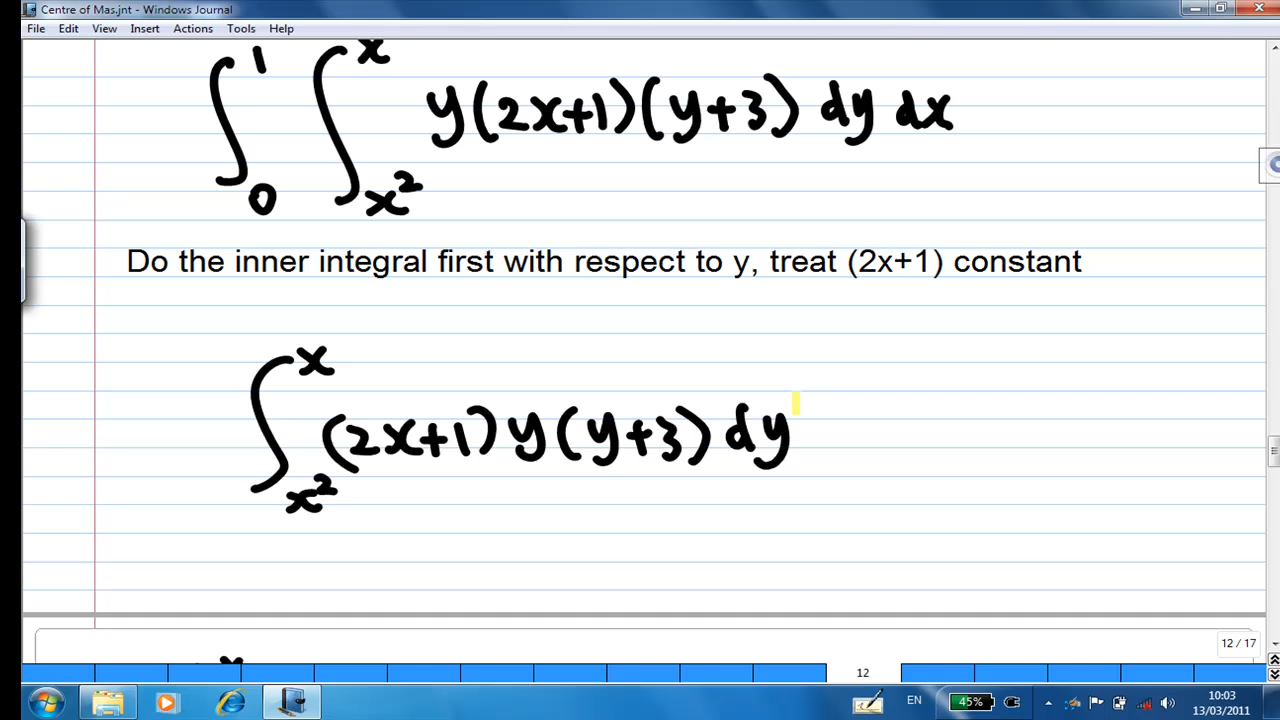 Centre of Mas.jnt - Windows Journal
File Edit View Insert Actions Tools Help
∫₀¹ ∫ₓ²ˣ y(2x+1)(y+3) dy dx
Do the inner integral first with respect to y, treat (2x+1) constant
∫ₓ²ˣ (2x+1)y(y+3) dy
12 / 17
x
12
EN 45% 10:03
13/03/2011